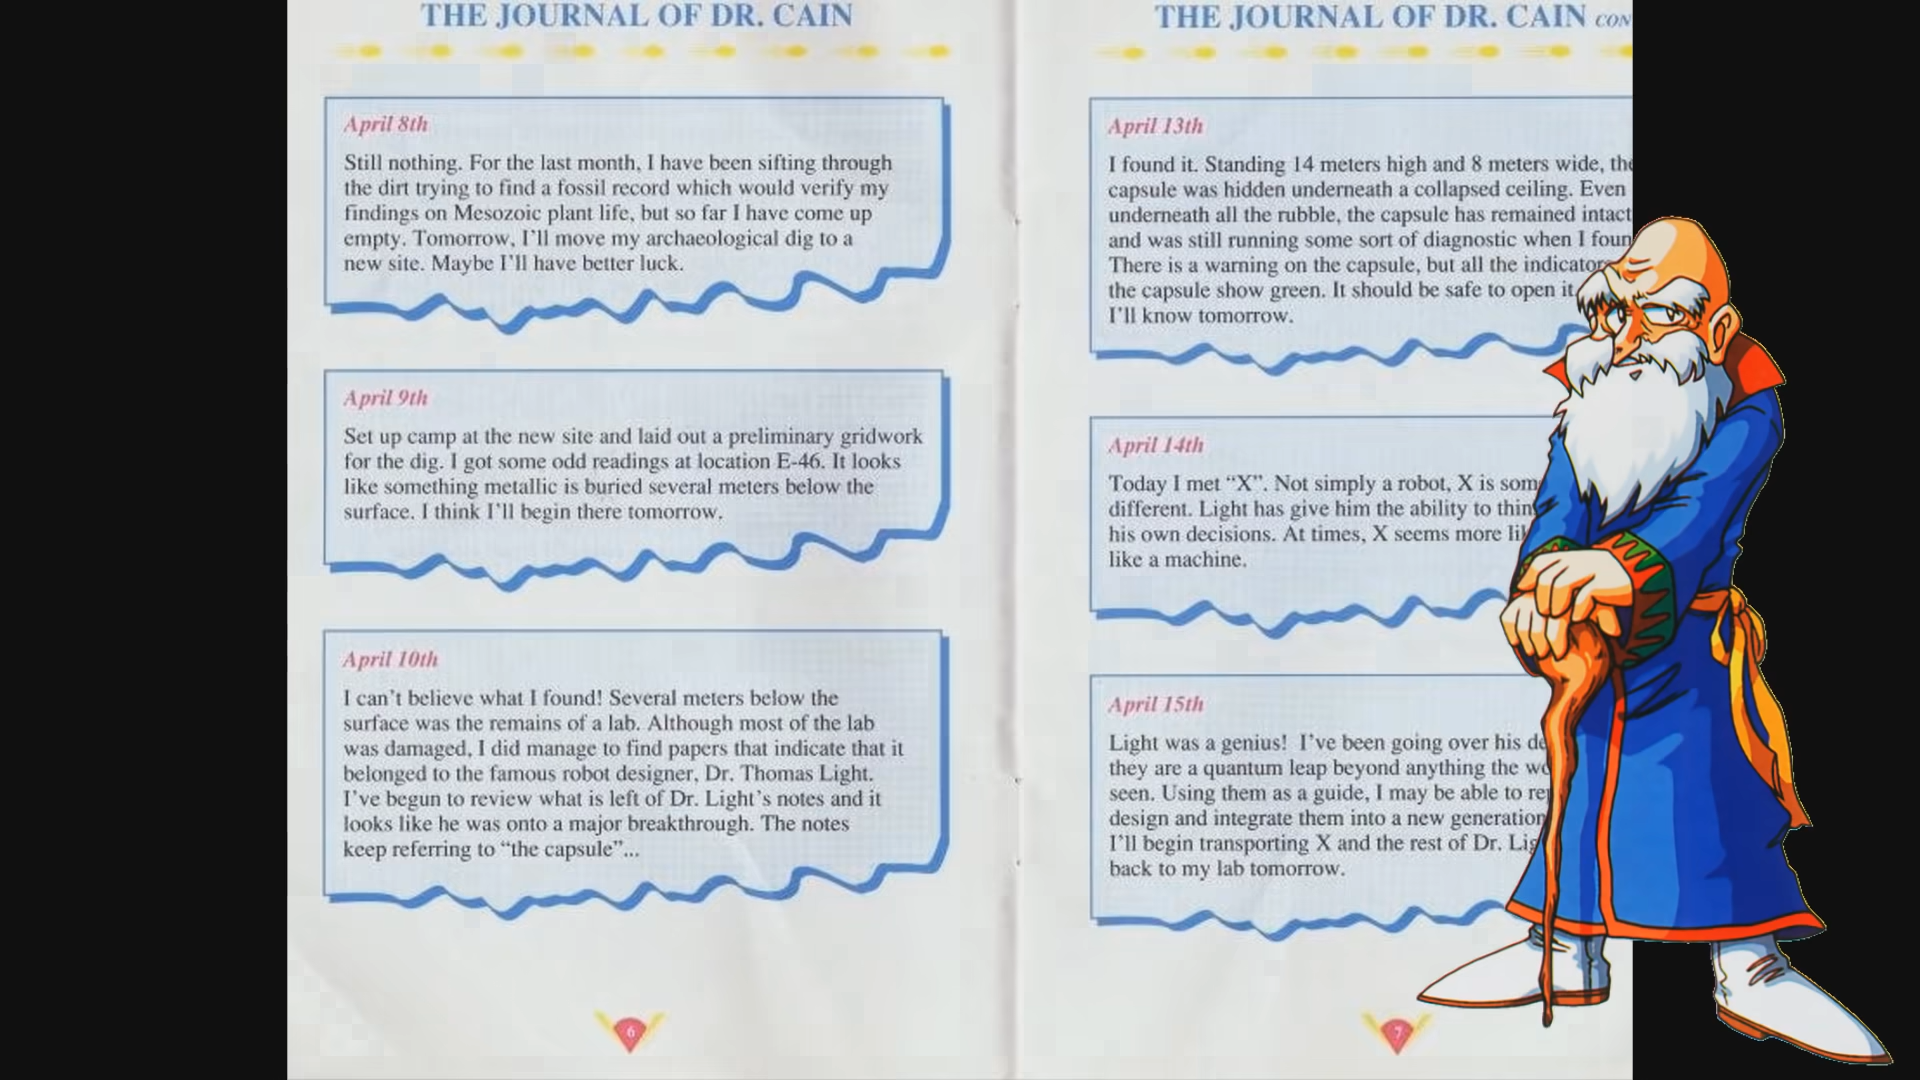 THE JOURNAL OF DR. CAIN
April 8th
Still nothing. For the last month, I have been sifting through
the dirt trying to find a fossil record which would verify my
findings on Mesozoic plant life, but so far I have come up
empty. Tomorrow, I'll move my archaeological dig to a
new site. Maybe I'll have better luck.
April 9th
Set up camp at the new site and laid out a preliminary gridwork
for the dig. I got some odd readings at location E-46. It looks
like something metallic is buried several meters below the
surface. I think I'll begin there tomorrow.
April 10th
I can't believe what I found! Several meters below the
surface was the remains of a lab. Although most of the lab
was damaged, I did manage to find papers that indicate that it
belonged to the famous robot designer, Dr. Thomas Light.
I've begun to review what is left of Dr. Light's notes and it
looks like he was onto a major breakthrough. The notes
keep referring to “the capsule”...
6
THE JOURNAL OF DR. CAIN CON
April 13th
I found it. Standing 14 meters high and 8 meters wide, the
capsule was hidden underneath a collapsed ceiling. Even
underneath all the rubble, the capsule has remained intact
and was still running some sort of diagnostic when I foun
There is a warning on the capsule, but all the indicator
the capsule show green. It should be safe to open it
I'll know tomorrow.
April 14th
Today I met “X”. Not simply a robot, X is som
different. Light has give him the ability to thin
his own decisions. At times, X seems more li
like a machine.
April 15th
Light was a genius! I've been going over his de
they are a quantum leap beyond anything the wo
seen. Using them as a guide, I may be able to re
design and integrate them into a new generation
I'll begin transporting X and the rest of Dr. Lig
back to my lab tomorrow.
7